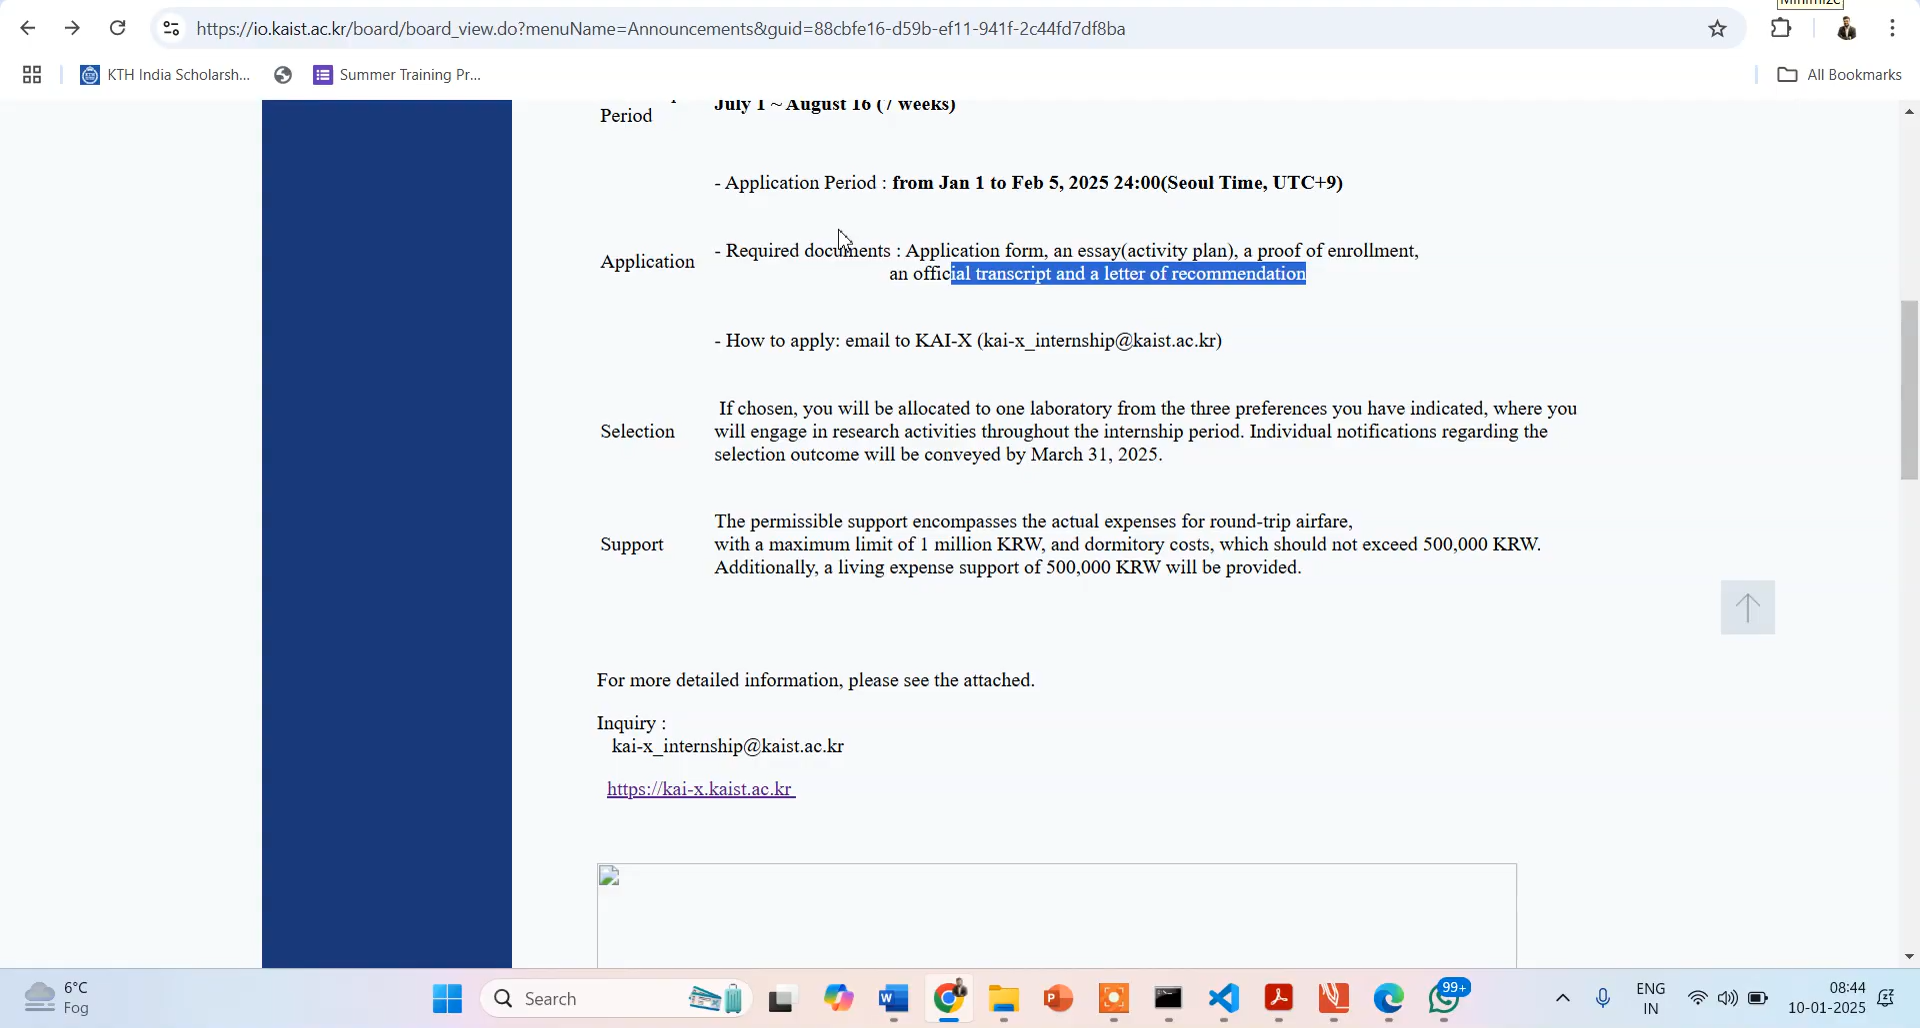 Minimize
https://io.kaist.ac.kr/board/board_view.do?menuName=Announcements&guid=88cbfe16-d59b-ef11-941f-2c44fd7df8ba
KTH India Scholarsh...
Summer Training Pr...
All Bookmarks
Period
July 1 ~ August 16 (7 weeks)
- Application Period : from Jan 1 to Feb 5, 2025 24:00(Seoul Time, UTC+9)
Application
- Required documents : Application form, an essay(activity plan), a proof of enrollment,
an official transcript and a letter of recommendation
- How to apply: email to KAI-X (kai-x_internship@kaist.ac.kr)
Selection
If chosen, you will be allocated to one laboratory from the three preferences you have indicated, where you
will engage in research activities throughout the internship period. Individual notifications regarding the
selection outcome will be conveyed by March 31, 2025.
Support
The permissible support encompasses the actual expenses for round-trip airfare,
with a maximum limit of 1 million KRW, and dormitory costs, which should not exceed 500,000 KRW.
Additionally, a living expense support of 500,000 KRW will be provided.
For more detailed information, please see the attached.
Inquiry :
kai-x_internship@kaist.ac.kr
https://kai-x.kaist.ac.kr
6°C
Fog
Search
99+
ENG
IN
08:44
10-01-2025